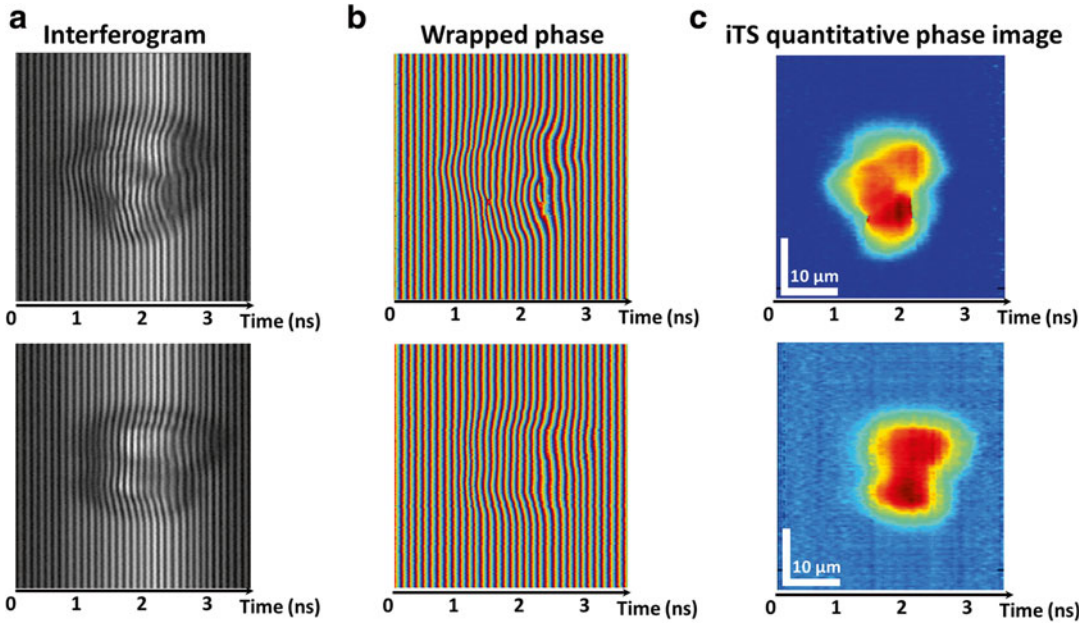 a
Interferogram
b
Wrapped phase
c
iTS quantitative phase image
0 1 2 3 Time (ns)
0 1 2 3 Time (ns)
10 μm
0 1 2 3 Time (ns)
0 1 2 3 Time (ns)
0 1 2 3 Time (ns)
10 μm
0 1 2 3 Time (ns)